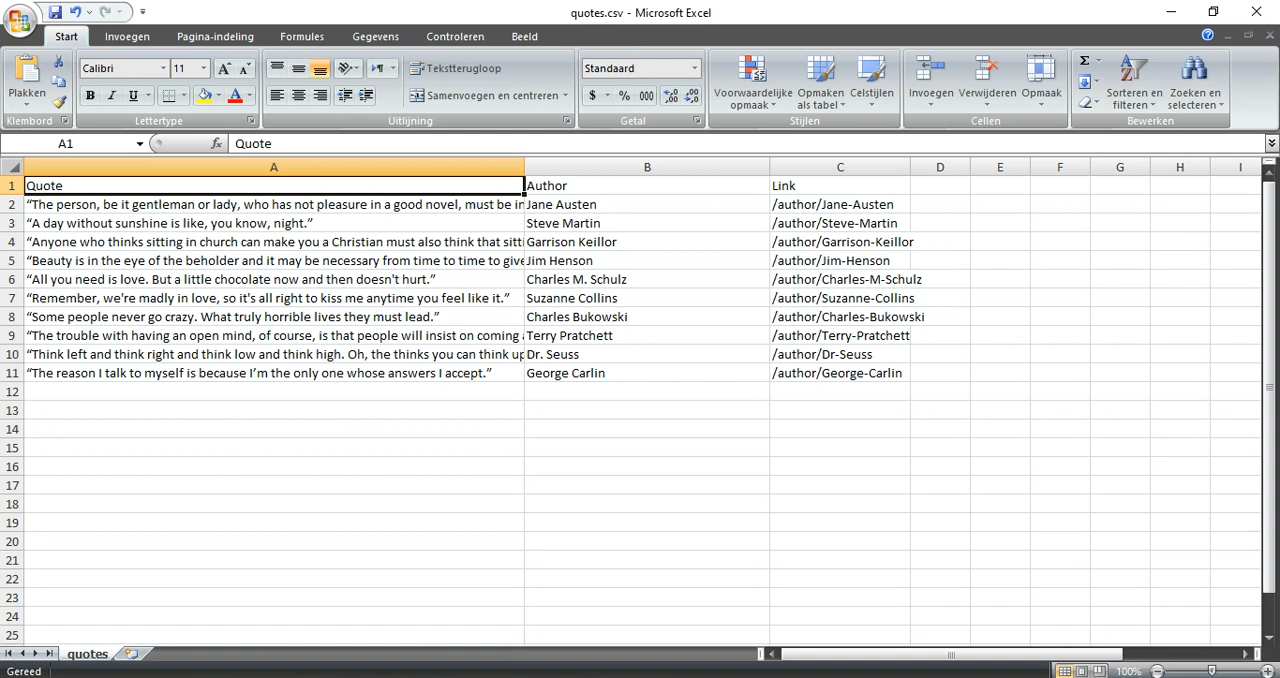 quotes.csv - Microsoft Excel
Start Invoegen Pagina-indeling Formules Gegevens Controleren Beeld
Plakken
Klembord
Calibri 11
B I U
A
Lettertype
Tekstterugloop
Samenvoegen en centreren
Uitlijning
Standaard
$ % 000
Getal
Voorwaardelijke opmaak
Opmaken als tabel
Celstijlen
Stijlen
Invoegen Verwijderen Opmaak
Cellen
Σ
Sorteren en filteren
Zoeken en selecteren
Bewerken
A1 fx Quote
A B C D E F G H I
1 Quote Author Link
2 “The person, be it gentleman or lady, who has not pleasure in a good novel, must be in Jane Austen /author/Jane-Austen
3 “A day without sunshine is like, you know, night.” Steve Martin /author/Steve-Martin
4 “Anyone who thinks sitting in church can make you a Christian must also think that sitti Garrison Keillor /author/Garrison-Keillor
5 “Beauty is in the eye of the beholder and it may be necessary from time to time to give Jim Henson /author/Jim-Henson
6 “All you need is love. But a little chocolate now and then doesn't hurt.” Charles M. Schulz /author/Charles-M-Schulz
7 “Remember, we're madly in love, so it's all right to kiss me anytime you feel like it.” Suzanne Collins /author/Suzanne-Collins
8 “Some people never go crazy. What truly horrible lives they must lead.” Charles Bukowski /author/Charles-Bukowski
9 “The trouble with having an open mind, of course, is that people will insist on coming a Terry Pratchett /author/Terry-Pratchett
10 “Think left and think right and think low and think high. Oh, the thinks you can think up Dr. Seuss /author/Dr-Seuss
11 “The reason I talk to myself is because I’m the only one whose answers I accept.” George Carlin /author/George-Carlin
12
13
14
15
16
17
18
19
20
21
22
23
24
25
quotes
Gereed 100%